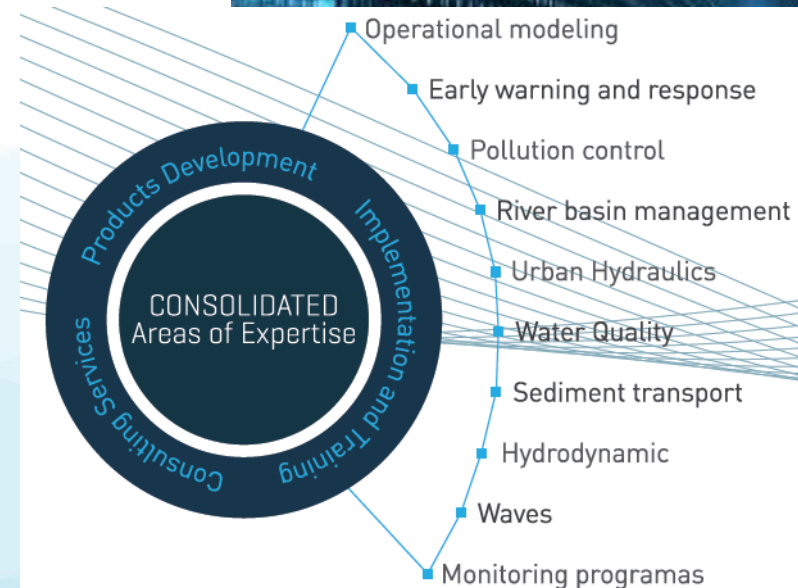 Operational modeling
Early warning and response
Pollution control
River basin management
Urban Hydraulics
Water Quality
Sediment transport
Hydrodynamic
Waves
Monitoring programas
Products Development
Implementation and Training
Consulting Services
CONSOLIDATED
Areas of Expertise